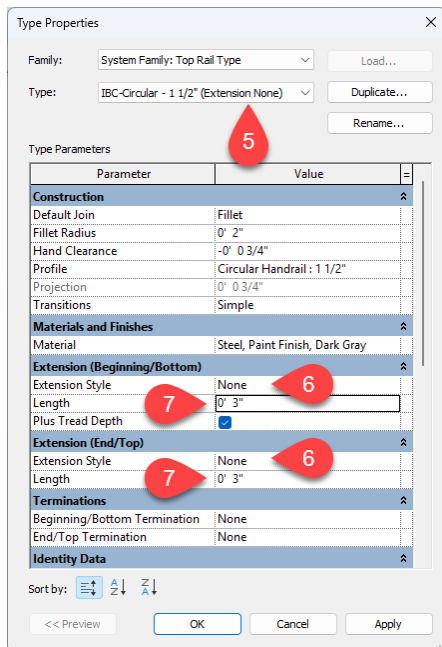 Type Properties
Family: System Family: Top Rail Type Load...
Type: IBC-Circular - 1 1/2" (Extension None) Duplicate...
5
Rename...
Type Parameters
Parameter Value =
Construction
Default Join Fillet
Fillet Radius 0' 2"
Hand Clearance -0' 0 3/4"
Profile Circular Handrail : 1 1/2"
Projection 0' 0 3/4"
Transitions Simple
Materials and Finishes
Material Steel, Paint Finish, Dark Gray
Extension (Beginning/Bottom)
Extension Style None 6
Length 7 0' 3"
Plus Tread Depth
Extension (End/Top)
Extension Style None 6
Length 7 0' 3"
Terminations
Beginning/Bottom Termination None
End/Top Termination None
Identity Data
Sort by:
<< Preview OK Cancel Apply